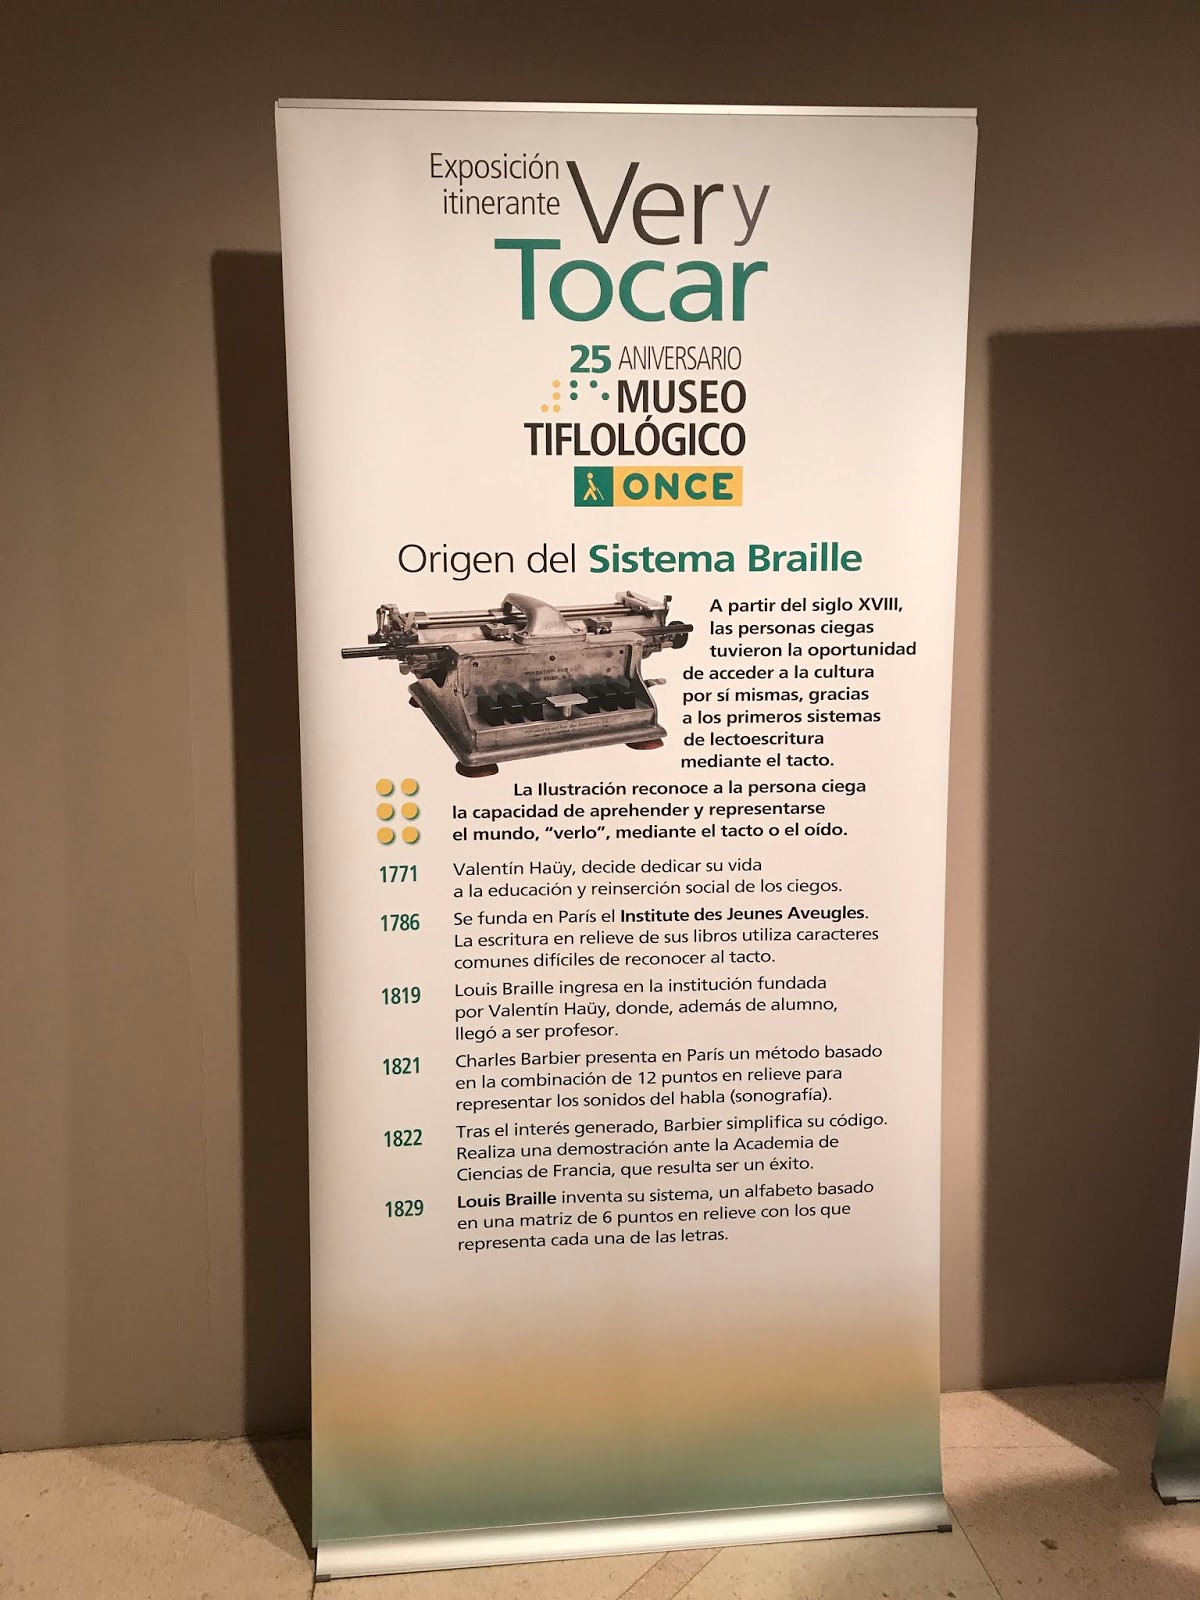 Exposición
itinerante
Ver y
Tocar
25 ANIVERSARIO
MUSEO
TIFLOLÓGICO
ONCE
Origen del Sistema Braille
A partir del siglo XVIII,
las personas ciegas
tuvieron la oportunidad
de acceder a la cultura
por sí mismas, gracias
a los primeros sistemas
de lectoescritura
mediante el tacto.
La Ilustración reconoce a la persona ciega
la capacidad de aprehender y representarse
el mundo, “verlo”, mediante el tacto o el oído.
1771 Valentín Haüy, decide dedicar su vida
a la educación y reinserción social de los ciegos.
1786 Se funda en París el Institute des Jeunes Aveugles.
La escritura en relieve de sus libros utiliza caracteres
comunes difíciles de reconocer al tacto.
1819 Louis Braille ingresa en la institución fundada
por Valentín Haüy, donde, además de alumno,
llegó a ser profesor.
1821 Charles Barbier presenta en París un método basado
en la combinación de 12 puntos en relieve para
representar los sonidos del habla (sonografía).
1822 Tras el interés generado, Barbier simplifica su código.
Realiza una demostración ante la Academia de
Ciencias de Francia, que resulta ser un éxito.
1829 Louis Braille inventa su sistema, un alfabeto basado
en una matriz de 6 puntos en relieve con los que
representa cada una de las letras.